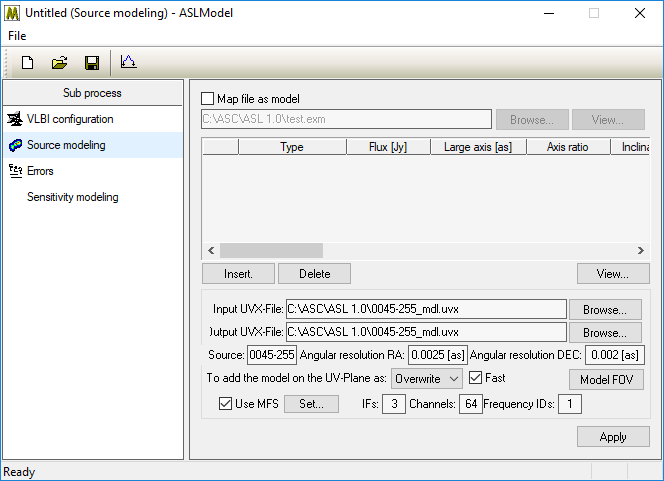 Untitled (Source modeling) - ASLModel
File
Sub process
VLBI configuration
Source modeling
Errors
Sensitivity modeling
Map file as model
C:\ASC\ASL 1.0\test.exm Browse... View...
Type Flux [Jy] Large axis [as] Axis ratio Inclina
Insert. Delete View...
Input UVX-File: C:\ASC\ASL 1.0\0045-255_mdl.uvx Browse...
Output UVX-File: C:\ASC\ASL 1.0\0045-255_mdl.uvx Browse...
Source: 0045-255 Angular resolution RA: 0.0025 [as] Angular resolution DEC: 0.002 [as]
To add the model on the UV-Plane as: Overwrite Fast Model FOV
Use MFS Set... IFs: 3 Channels: 64 Frequency IDs: 1
Apply
Ready